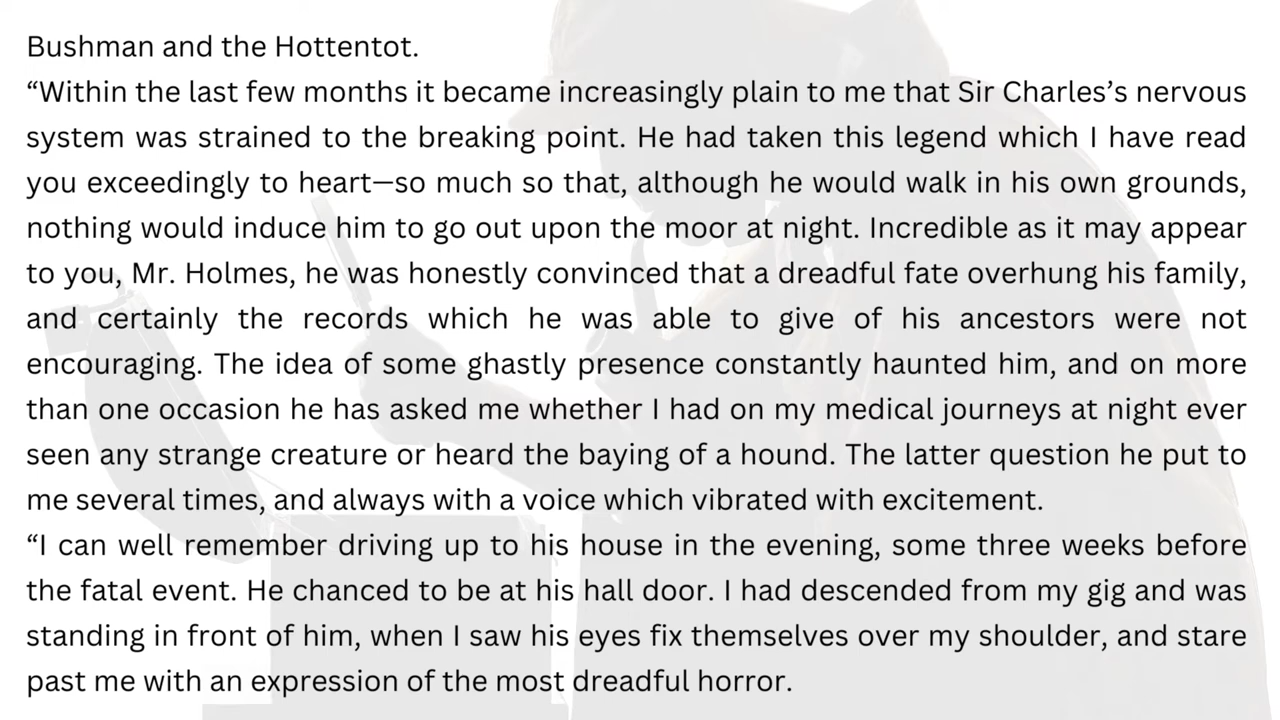 Bushman and the Hottentot.
“Within the last few months it became increasingly plain to me that Sir Charles’s nervous
system was strained to the breaking point. He had taken this legend which I have read
you exceedingly to heart—so much so that, although he would walk in his own grounds,
nothing would induce him to go out upon the moor at night. Incredible as it may appear
to you, Mr. Holmes, he was honestly convinced that a dreadful fate overhung his family,
and certainly the records which he was able to give of his ancestors were not
encouraging. The idea of some ghastly presence constantly haunted him, and on more
than one occasion he has asked me whether I had on my medical journeys at night ever
seen any strange creature or heard the baying of a hound. The latter question he put to
me several times, and always with a voice which vibrated with excitement.
“I can well remember driving up to his house in the evening, some three weeks before
the fatal event. He chanced to be at his hall door. I had descended from my gig and was
standing in front of him, when I saw his eyes fix themselves over my shoulder, and stare
past me with an expression of the most dreadful horror.